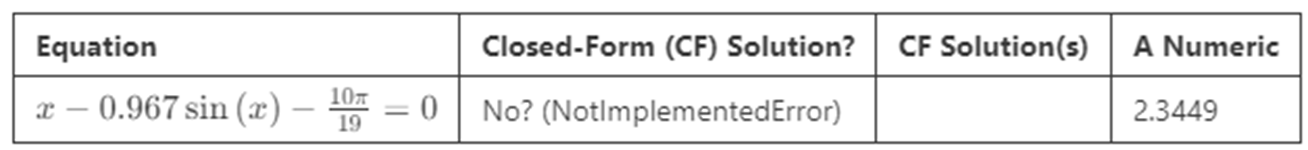 Equation Closed-Form (CF) Solution? CF Solution(s) A Numeric
x − 0.967 sin (x) − 10π/19 = 0 No? (NotImplementedError) 2.3449